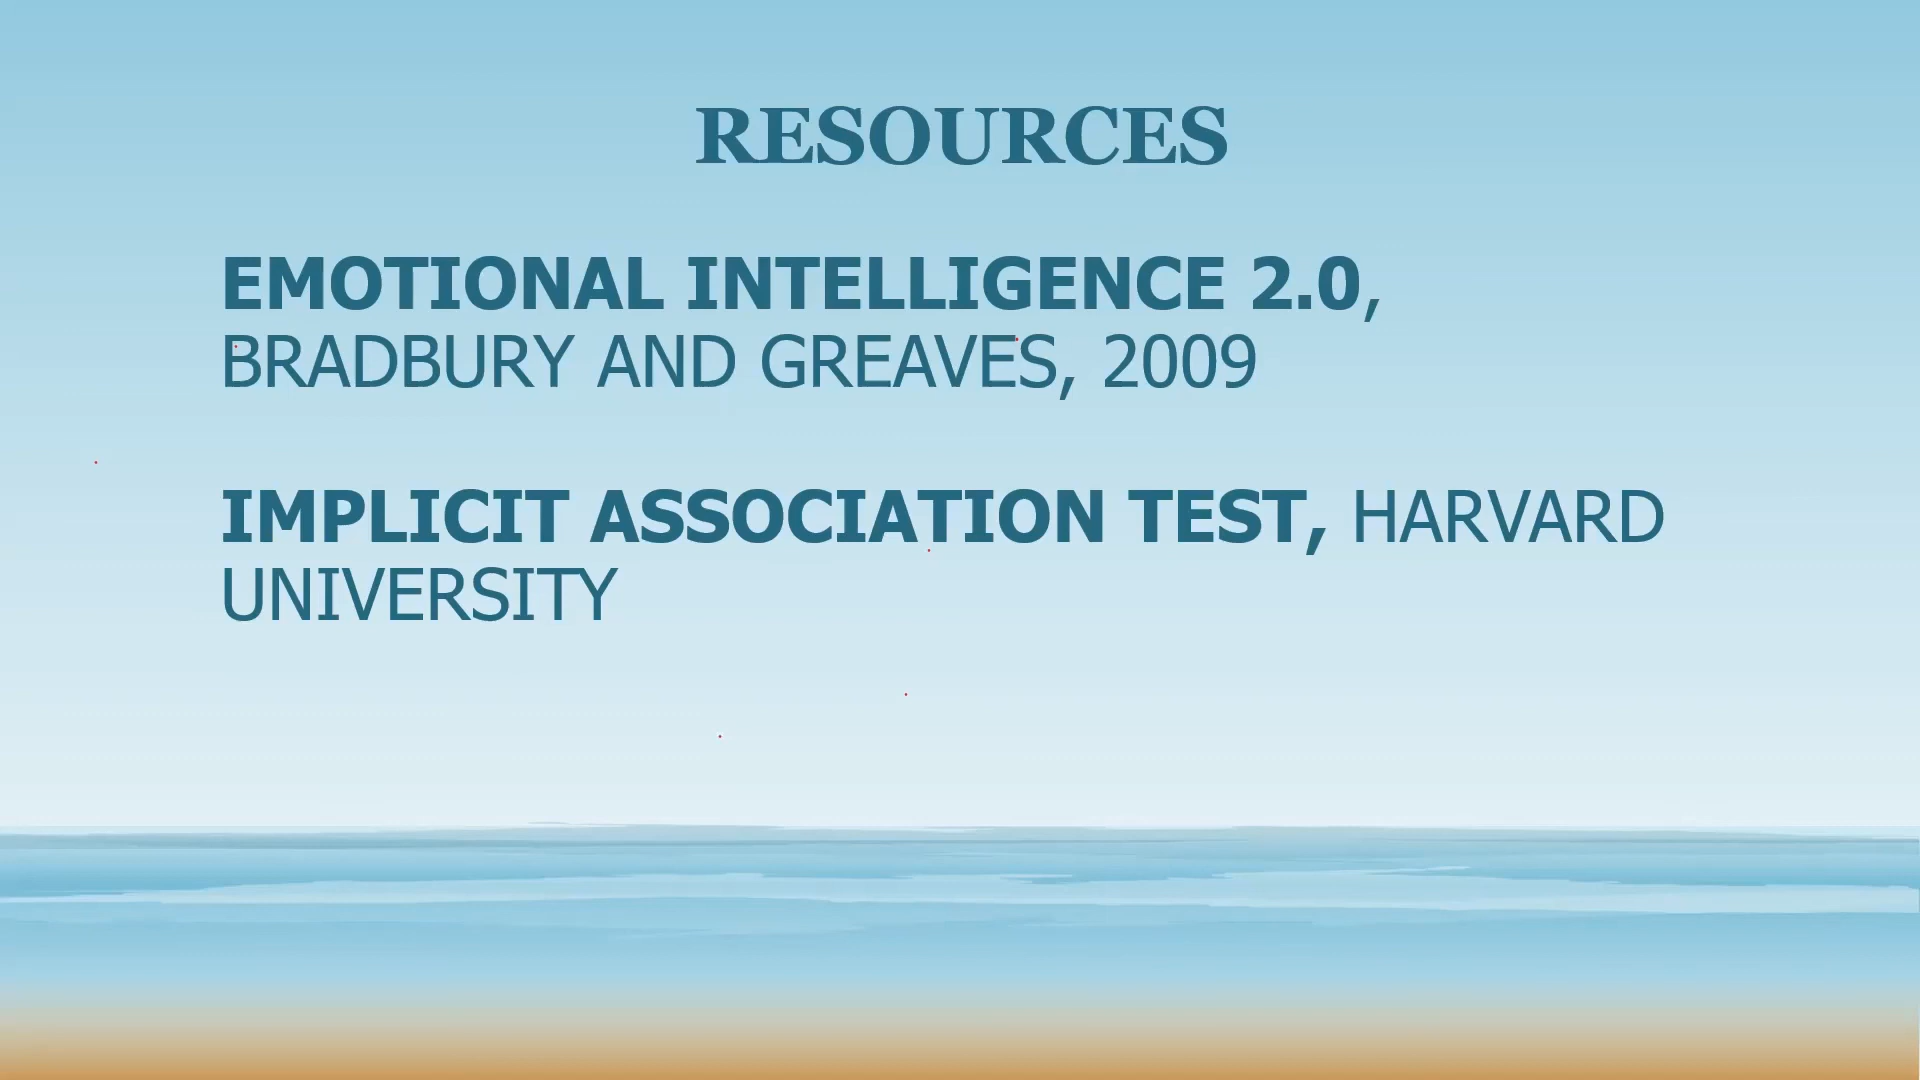 RESOURCES
EMOTIONAL INTELLIGENCE 2.0,
BRADBURY AND GREAVES, 2009
IMPLICIT ASSOCIATION TEST, HARVARD
UNIVERSITY